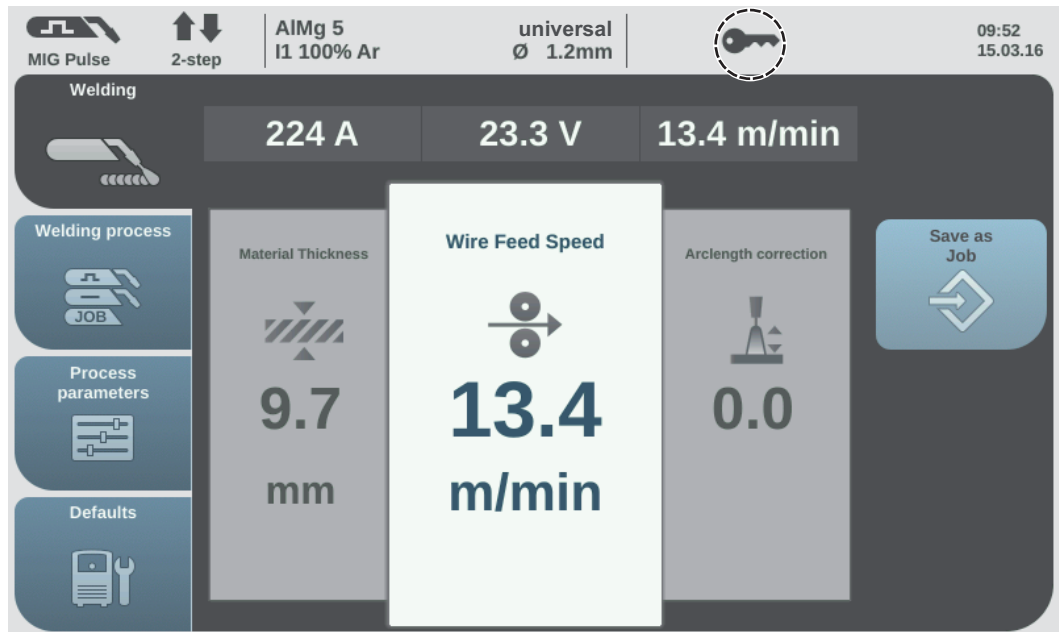 MIG Pulse
2-step
AlMg 5
I1 100% Ar
universal
Ø 1.2mm
09:52
15.03.16
Welding
224 A
23.3 V
13.4 m/min
Welding process
JOB
Process
parameters
Defaults
Material Thickness
9.7
mm
Wire Feed Speed
13.4
m/min
Arclength correction
0.0
Save as
Job